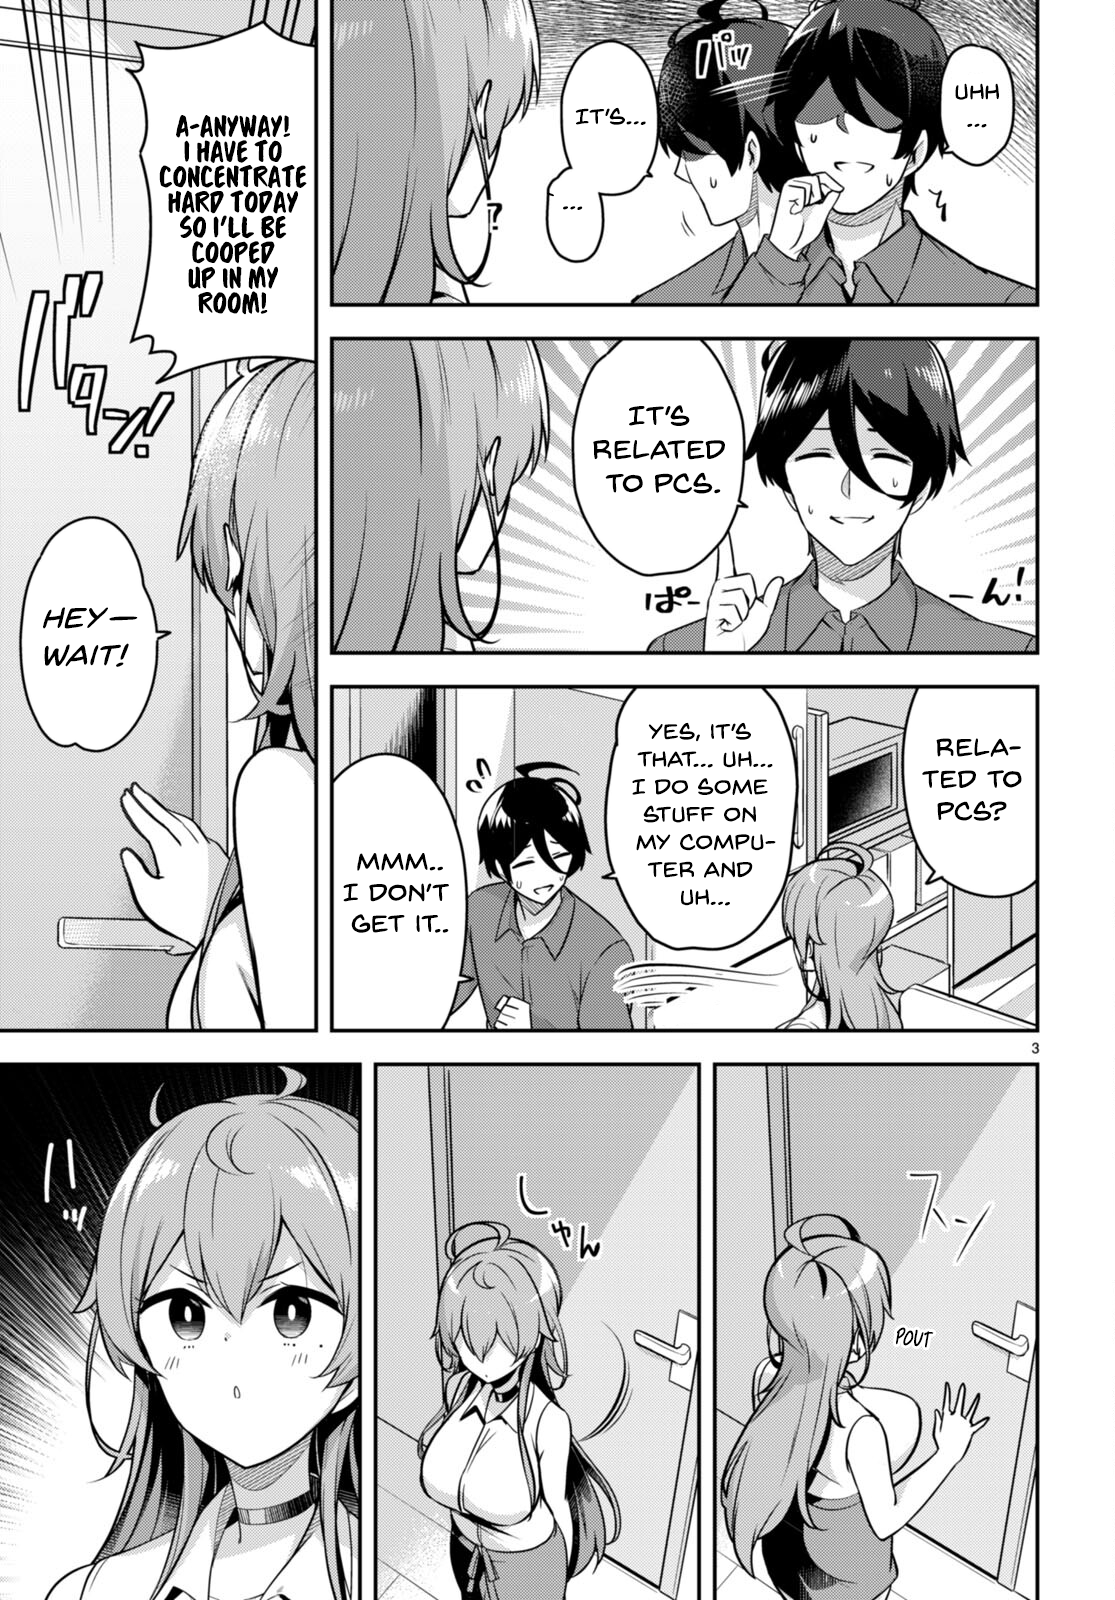 UHH
...
IT'S...
...
パッ
?
IT'S
RELATED
TO PCS.
ぱー
ーん!
RELA-
TED TO
PCS?
YES, IT'S
THAT... UH...
I DO SOME
STUFF ON
MY COMPU-
TER AND
UH...
MMM..
I DON'T
GET IT..
A-ANYWAY!
I HAVE TO
CONCENTRATE
HARD TODAY
SO I'LL BE
COOPED
UP IN MY
ROOM!
バタン!
HEY—
WAIT!
3
スン
POUT
しゅん